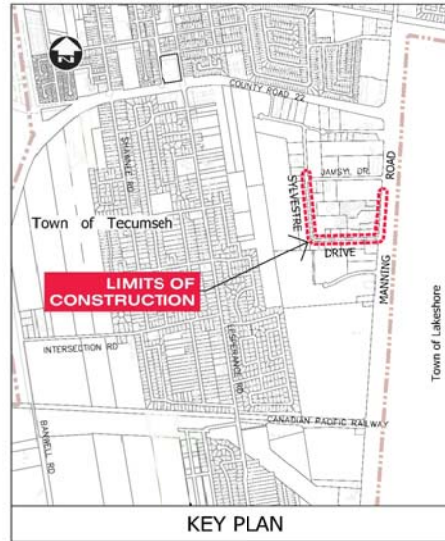 COUNTY ROAD 22
SHAWNEE RD
SYLVESTRE
JAMSYL DR.
ROAD
Town of Tecumseh
DRIVE
MANNING
LIMITS OF
CONSTRUCTION
Town of Lakeshore
INTERSECTION RD
LESPERANCE RD
CANADIAN PACIFIC RAILWAY
BANWELL RD
KEY PLAN